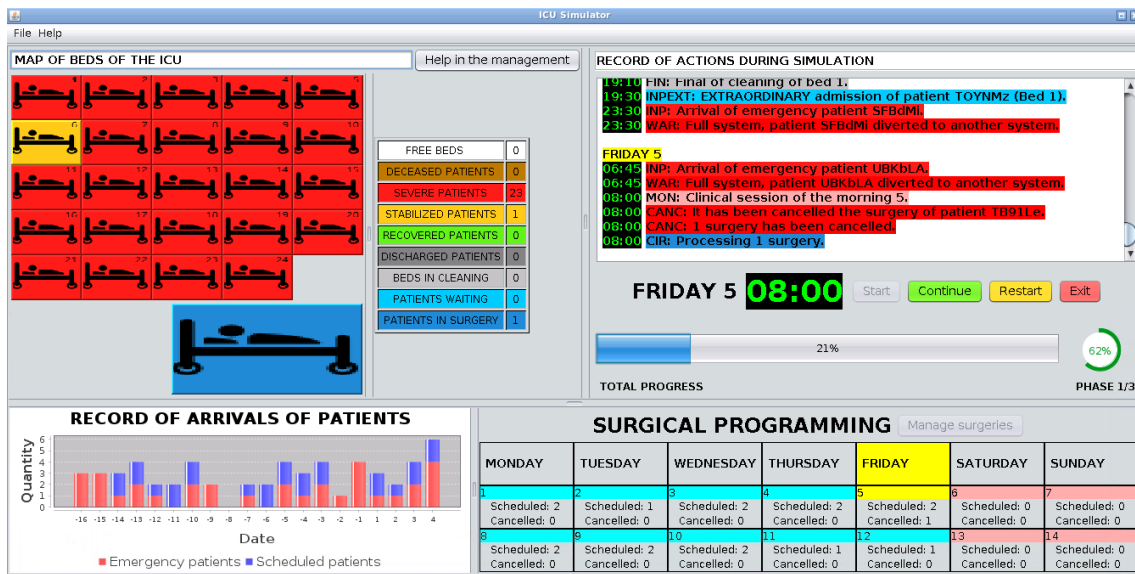 ICU Simulator
File Help
MAP OF BEDS OF THE ICU
Help in the management
1 2 3 4 5
6 7 8 9 10
11 12 13 14 15
16 17 18 19 20
21 22 23 24
FREE BEDS 0
DECEASED PATIENTS 0
SEVERE PATIENTS 23
STABILIZED PATIENTS 1
RECOVERED PATIENTS 0
DISCHARGED PATIENTS 0
BEDS IN CLEANING 0
PATIENTS WAITING 0
PATIENTS IN SURGERY 1
RECORD OF ACTIONS DURING SIMULATION
19:10 FIN: Final of cleaning of bed 1.
19:30 INPEXT: EXTRAORDINARY admission of patient TOYNMz (Bed 1).
23:30 INP: Arrival of emergency patient SFBdMi.
23:30 WAR: Full system, patient SFBdMi diverted to another system.
FRIDAY 5
06:45 INP: Arrival of emergency patient UBKbLA.
06:45 WAR: Full system, patient UBKbLA diverted to another system.
08:00 MON: Clinical session of the morning 5.
08:00 CANC: It has been cancelled the surgery of patient TB91Le.
08:00 CANC: 1 surgery has been cancelled.
08:00 CIR: Processing 1 surgery.
FRIDAY 5 08:00 Start Continue Restart Exit
21%
62%
TOTAL PROGRESS PHASE 1/3
RECORD OF ARRIVALS OF PATIENTS
Quantity
6
5
4
3
2
1
0
-16 -15 -14 -13 -12 -11 -10 -9 -8 -7 -6 -5 -4 -3 -2 -1 1 2 3 4
Date
Emergency patients Scheduled patients
SURGICAL PROGRAMMING Manage surgeries
MONDAY TUESDAY WEDNESDAY THURSDAY FRIDAY SATURDAY SUNDAY
1 2 3 4 5 6 7
Scheduled: 2 Scheduled: 1 Scheduled: 2 Scheduled: 2 Scheduled: 2 Scheduled: 0 Scheduled: 0
Cancelled: 0 Cancelled: 0 Cancelled: 0 Cancelled: 0 Cancelled: 1 Cancelled: 0 Cancelled: 0
8 9 10 11 12 13 14
Scheduled: 2 Scheduled: 2 Scheduled: 2 Scheduled: 1 Scheduled: 1 Scheduled: 0 Scheduled: 0
Cancelled: 0 Cancelled: 0 Cancelled: 0 Cancelled: 0 Cancelled: 0 Cancelled: 0 Cancelled: 0